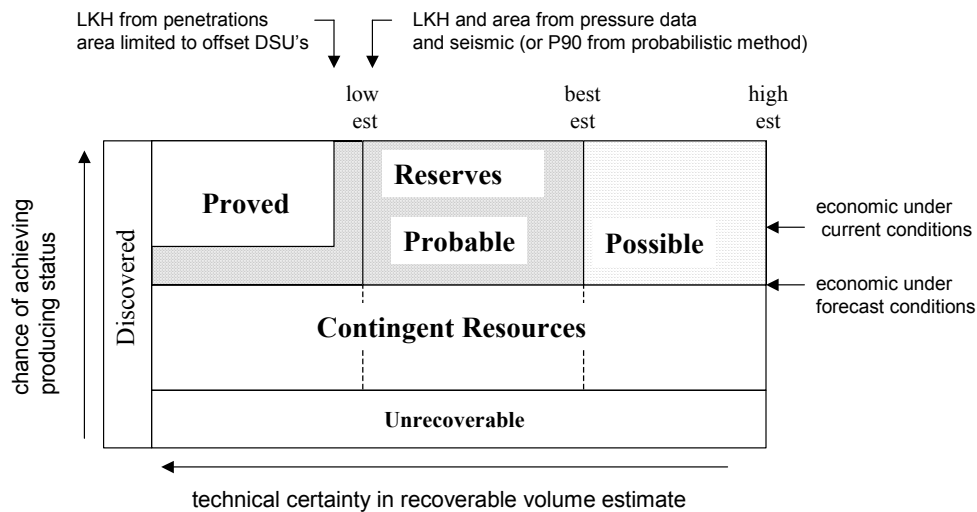 LKH from penetrations
area limited to offset DSU's
LKH and area from pressure data
and seismic (or P90 from probabilistic method)
low
est
best
est
high
est
chance of achieving
producing status
Discovered
Proved
Reserves
Probable
Possible
economic under
current conditions
economic under
forecast conditions
Contingent Resources
Unrecoverable
technical certainty in recoverable volume estimate